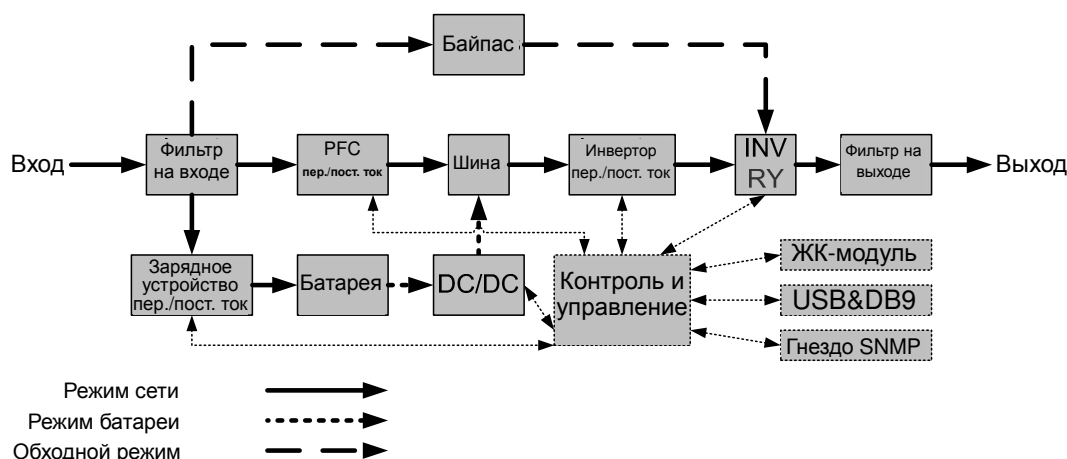 Байпас
Вход
Фильтр
на входе
PFC
пер./пост. ток
Шина
Инвертор
пер./пост. ток
INV
RY
Фильтр на
выходе
Выход
Зарядное
устройство
пер./пост. ток
Батарея
DC/DC
Контроль и
управление
ЖК-модуль
USB&DB9
Гнездо SNMP
Режим сети
Режим батареи
Обходной режим